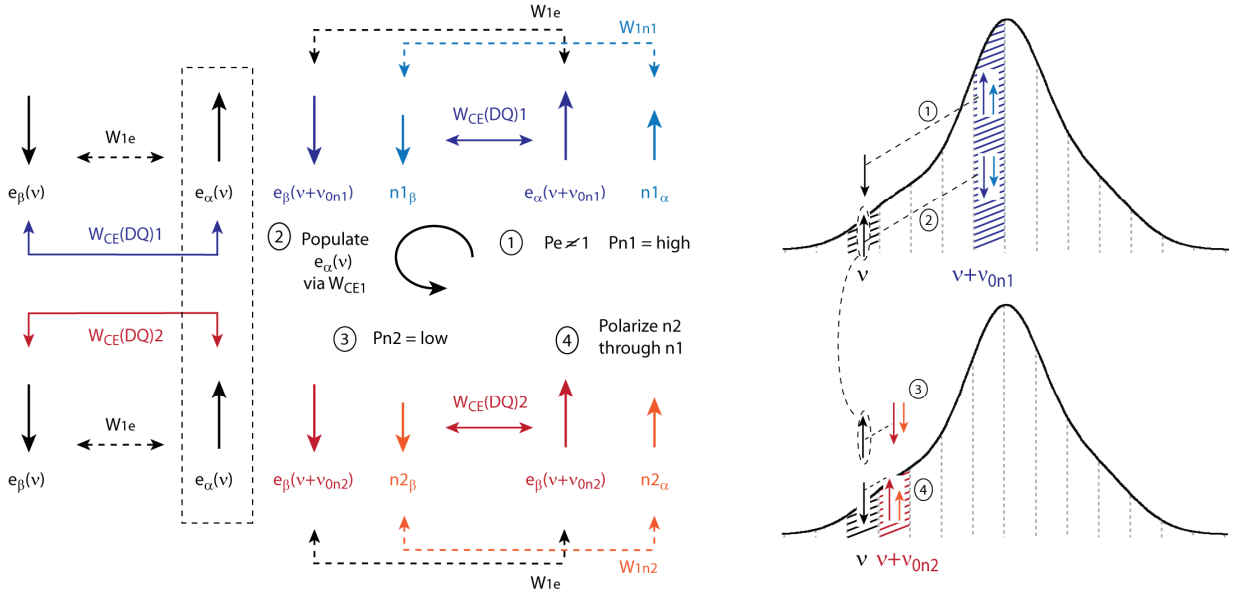 W1e
W1n1
W1e
WCE(DQ)1
eβ(ν)
eα(ν)
eβ(ν+ν0n1)
n1β
eα(ν+ν0n1)
n1α
WCE(DQ)1
2 Populate
eα(ν)
via WCE1
1 Pe ≠ 1 Pn1 = high
WCE(DQ)2
3 Pn2 = low
4 Polarize n2
through n1
W1e
WCE(DQ)2
eβ(ν)
eα(ν)
eβ(ν+ν0n2)
n2β
eβ(ν+ν0n2)
n2α
W1n2
W1e
1
2
ν
ν+ν0n1
3
4
ν
ν+ν0n2